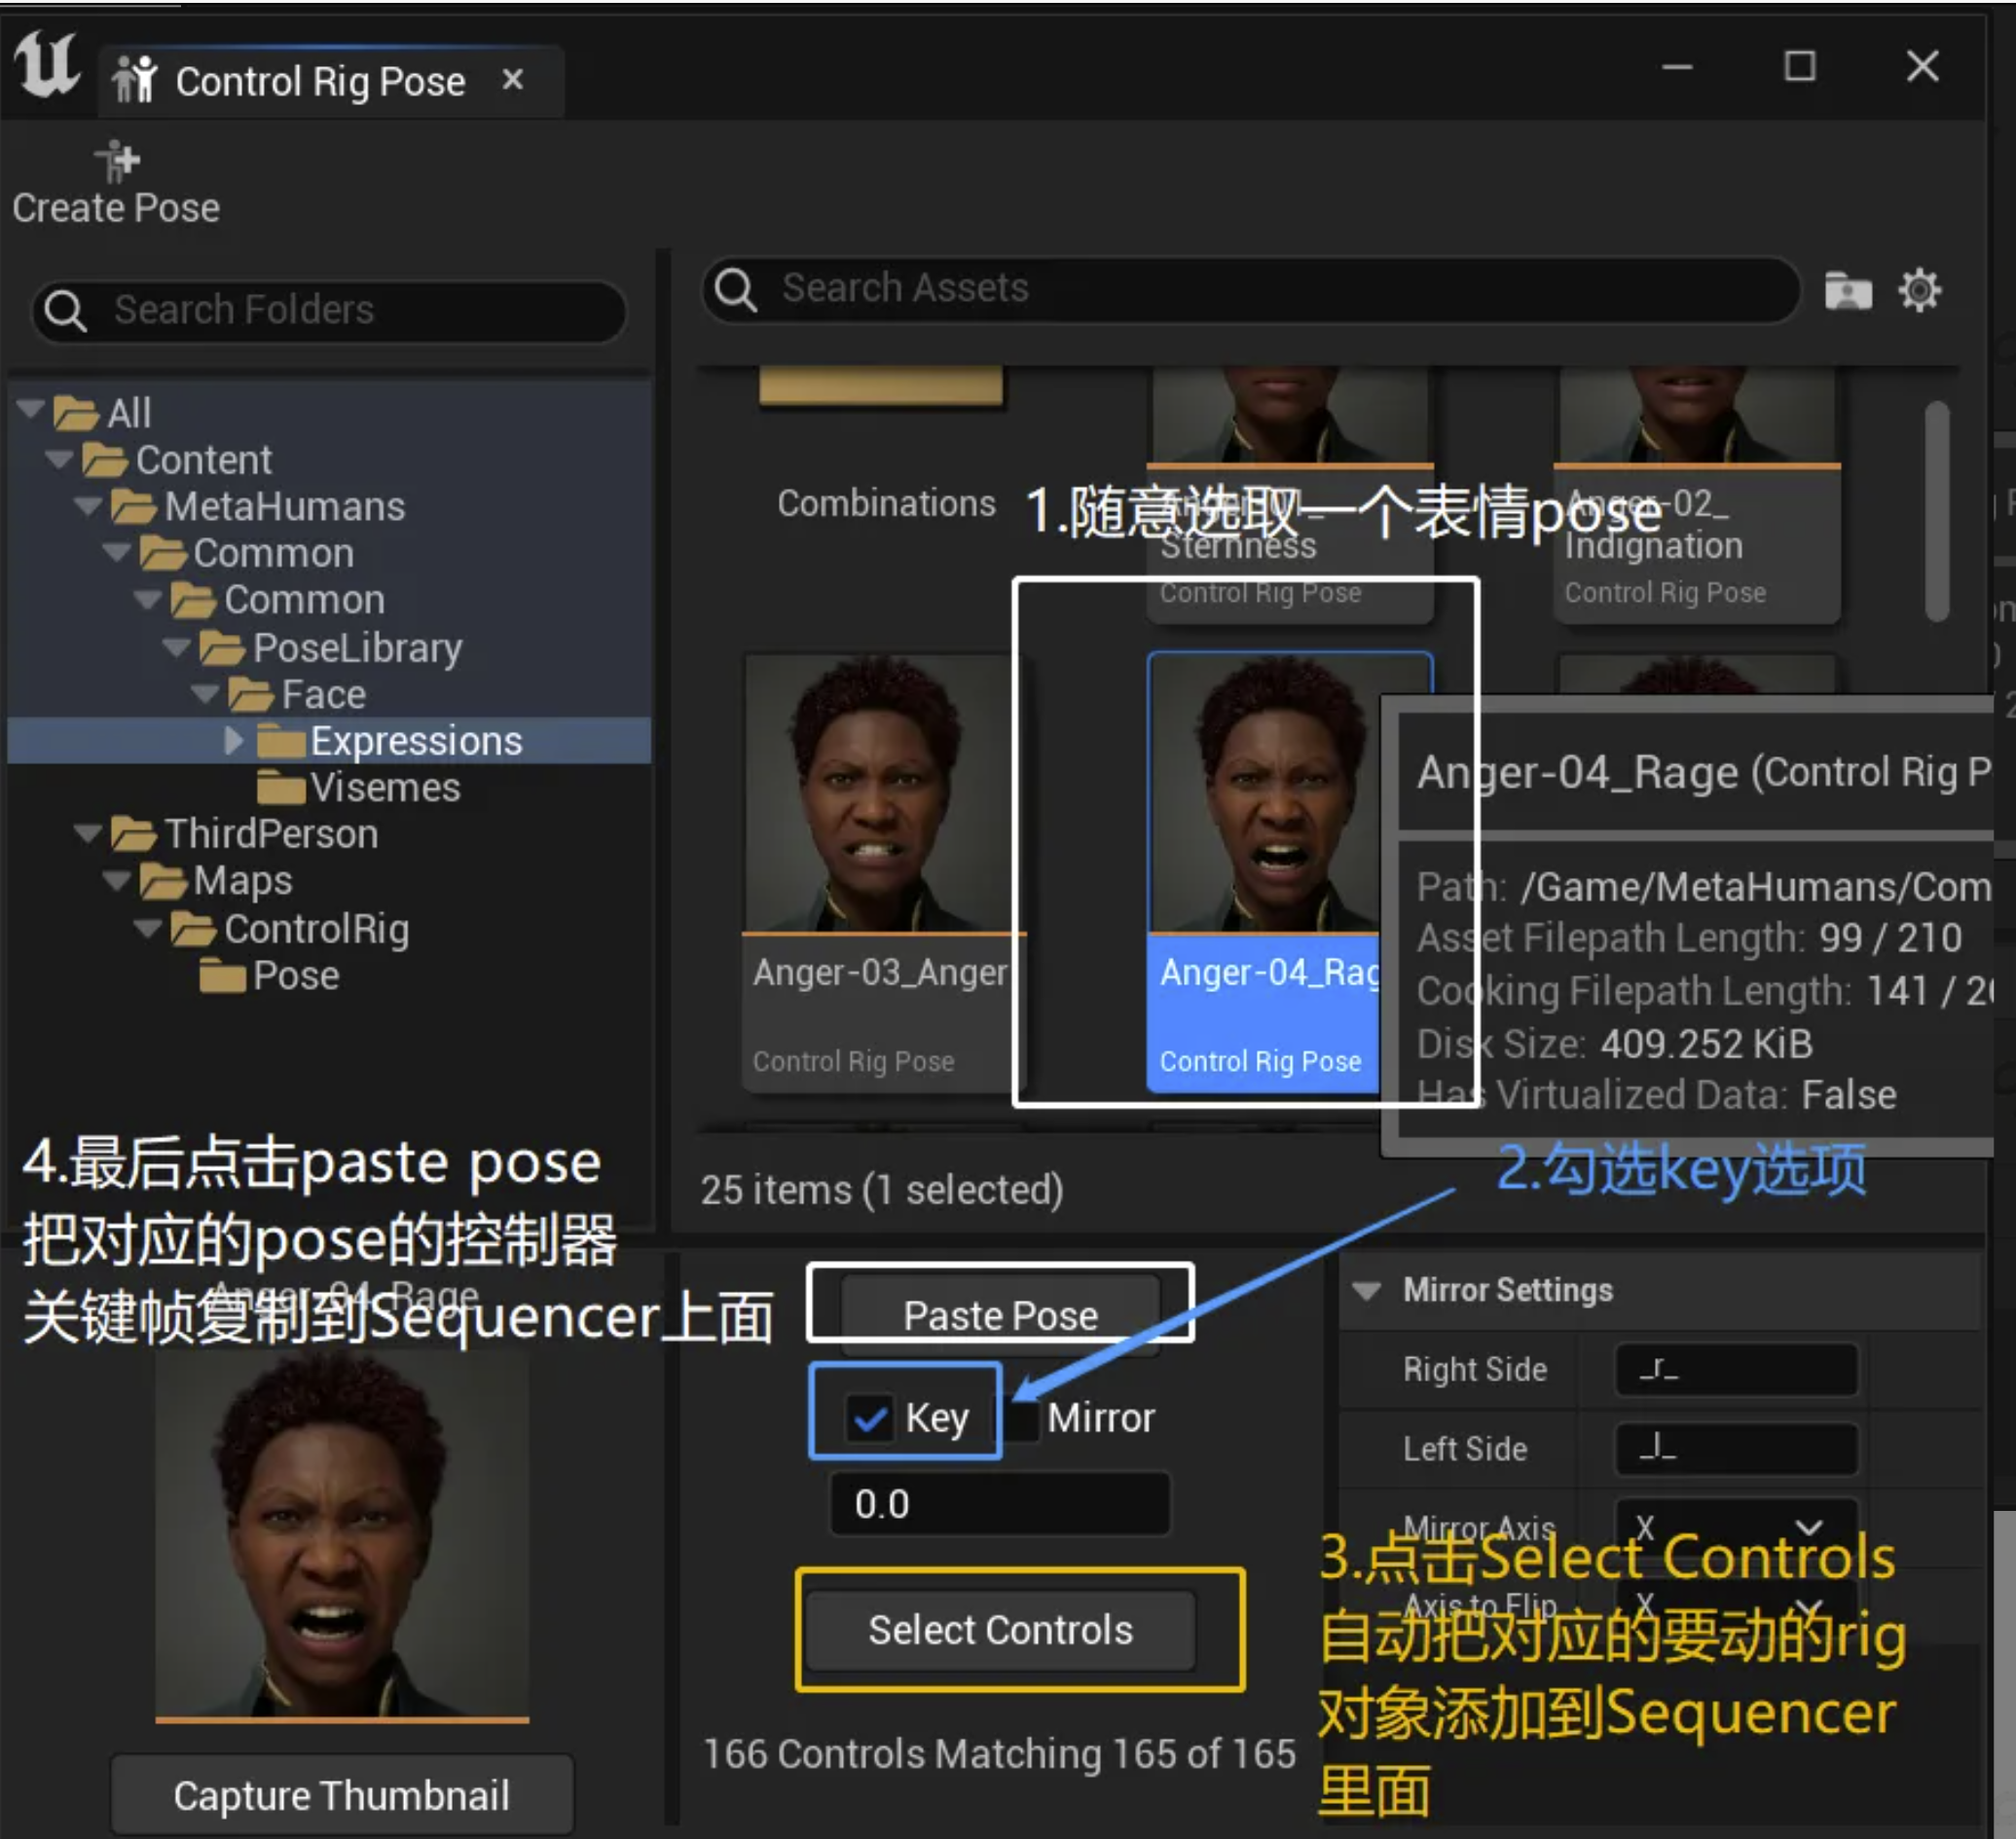 Control Rig Pose
Create Pose
Search Folders
Search Assets
All
Content
MetaHumans
Common
Common
PoseLibrary
Face
Expressions
Visemes
ThirdPerson
Maps
ControlRig
Pose
Combinations
1.随意选取一个表情pose
Anger-01_
Sternness
Control Rig Pose
Anger-02_
Indignation
Control Rig Pose
Anger-03_Anger
Control Rig Pose
Anger-04_Rag
Control Rig Pose
Anger-04_Rage (Control Rig P
Path: /Game/MetaHumans/Com
Asset Filepath Length: 99 / 210
Cooking Filepath Length: 141 / 2
Disk Size: 409.252 KiB
Has Virtualized Data: False
2.勾选key选项
25 items (1 selected)
4.最后点击paste pose
把对应的pose的控制器
关键帧复制到Sequencer上面
Anger-04_Rage
Capture Thumbnail
Paste Pose
Key
Mirror
0.0
Select Controls
166 Controls Matching 165 of 165
Mirror Settings
Right Side _r_
Left Side _l_
Mirror Axis X
Axis to Flip X
3.点击Select Controls
自动把对应的要动的rig
对象添加到Sequencer
里面